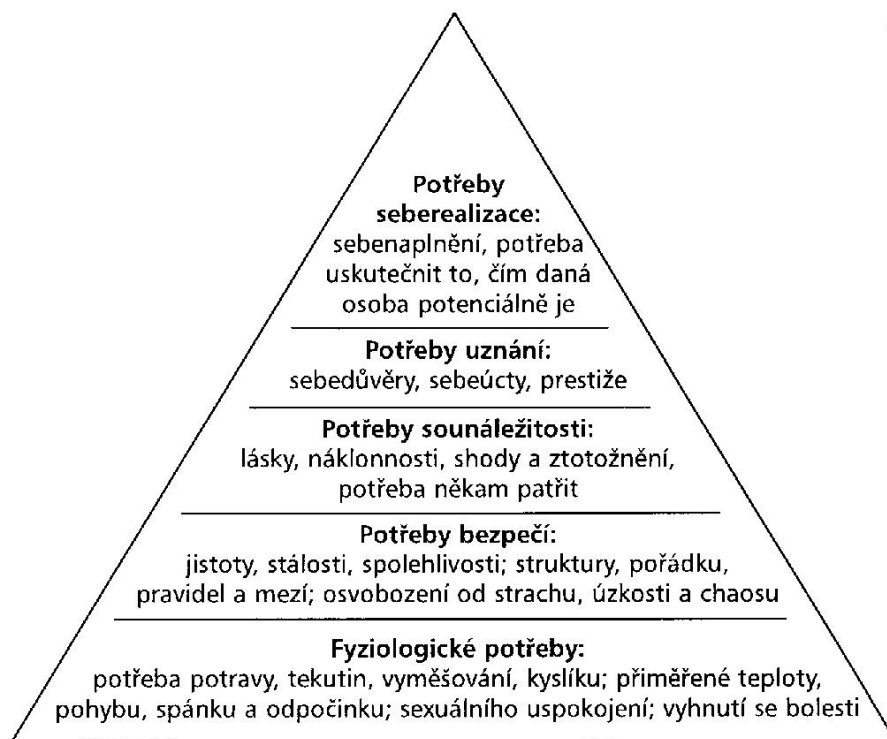 Potřeby
seberealizace:
sebenaplnění, potřeba
uskutečnit to, čím daná
osoba potenciálně je
Potřeby uznání:
sebedůvěry, sebeúcty, prestiže
Potřeby sounáležitosti:
lásky, náklonnosti, shody a ztotožnění,
potřeba někam patřit
Potřeby bezpečí:
jistoty, stálosti, spolehlivosti; struktury, pořádku,
pravidel a mezí; osvobození od strachu, úzkosti a chaosu
Fyziologické potřeby:
potřeba potravy, tekutin, vyměšování, kyslíku; přiměřené teploty,
pohybu, spánku a odpočinku; sexuálního uspokojení; vyhnutí se bolesti